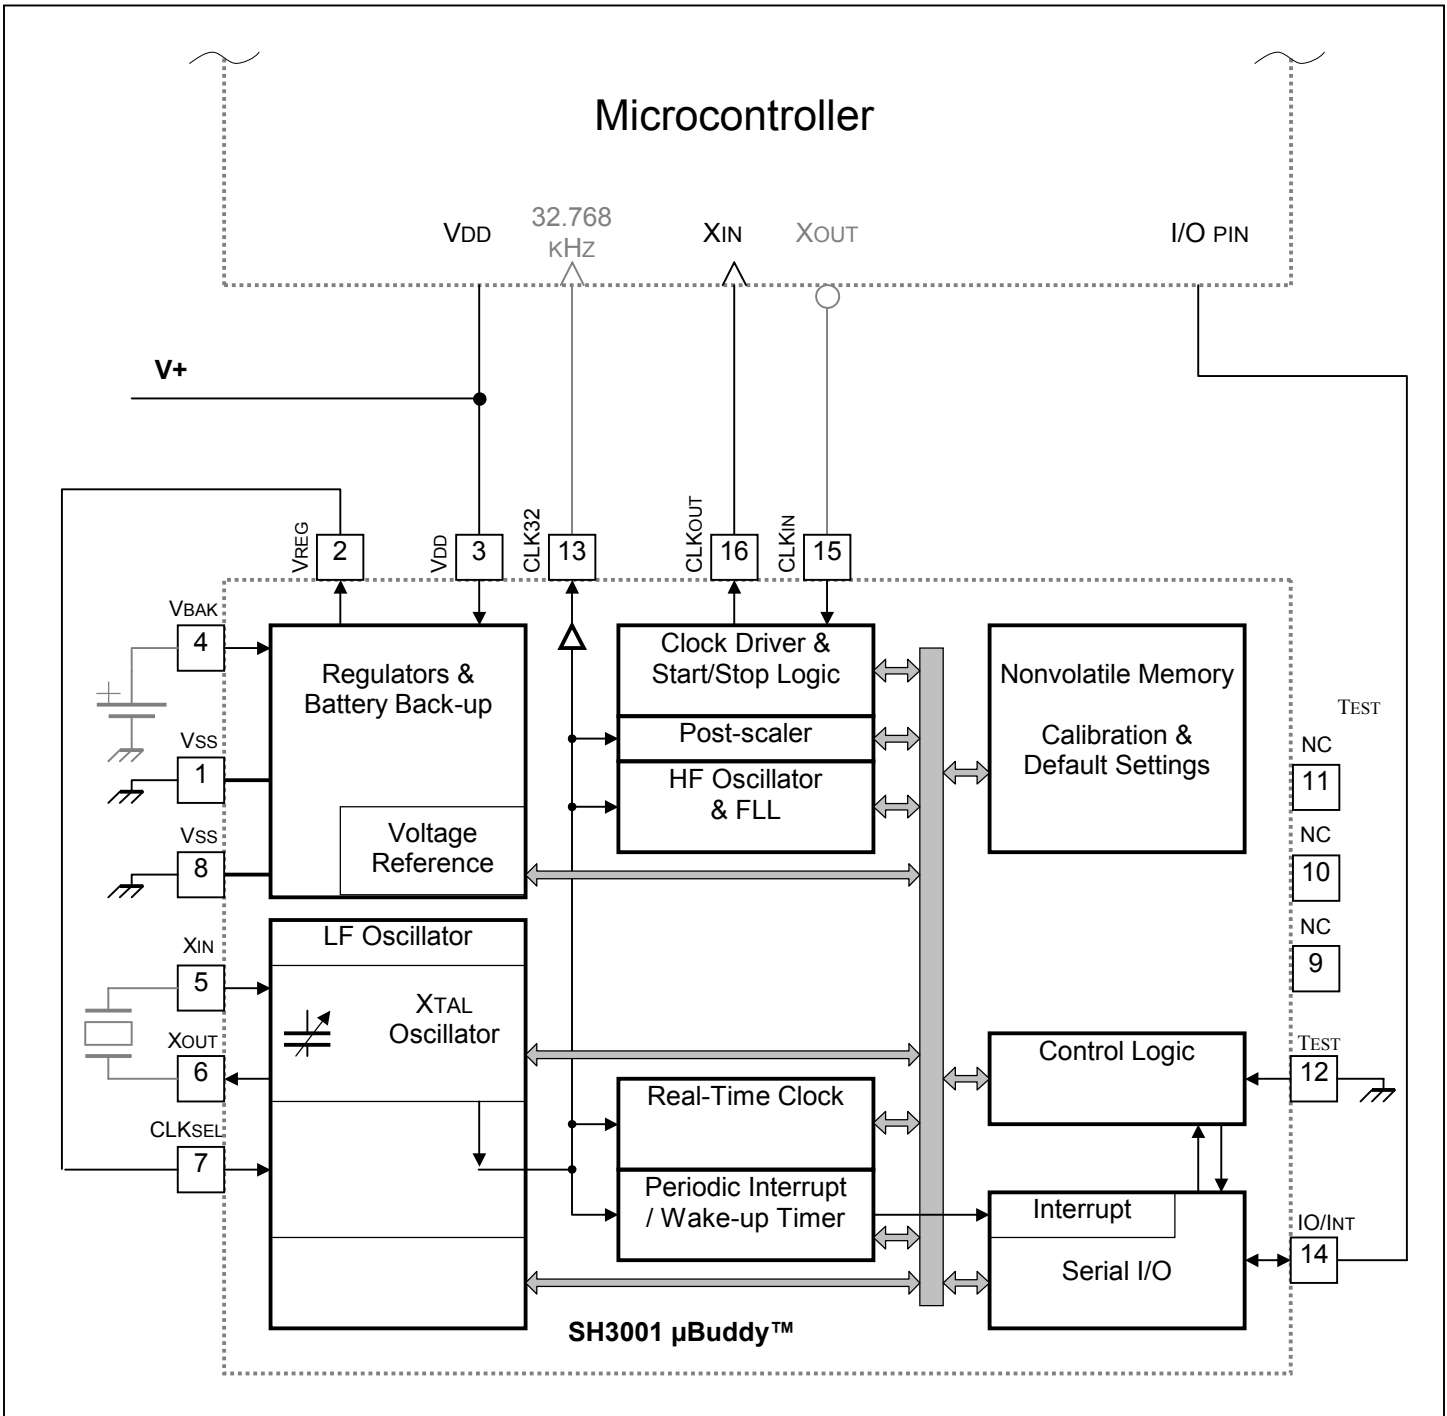 Microcontroller
VDD
32.768
KHZ
XIN
XOUT
I/O PIN
V+
VREG
2
VDD
3
CLK32
13
CLKOUT
16
CLKIN
15
VBAK
4
Regulators &
Battery Back-up
Clock Driver &
Start/Stop Logic
Nonvolatile Memory
Calibration &
Default Settings
TEST
Post-scaler
NC
11
VSS
1
HF Oscillator
& FLL
Voltage
Reference
VSS
8
NC
10
LF Oscillator
NC
9
XIN
5
XTAL
Oscillator
XOUT
6
Control Logic
TEST
12
Real-Time Clock
CLKSEL
7
Periodic Interrupt
/ Wake-up Timer
Interrupt
IO/INT
14
Serial I/O
SH3001 µBuddy™